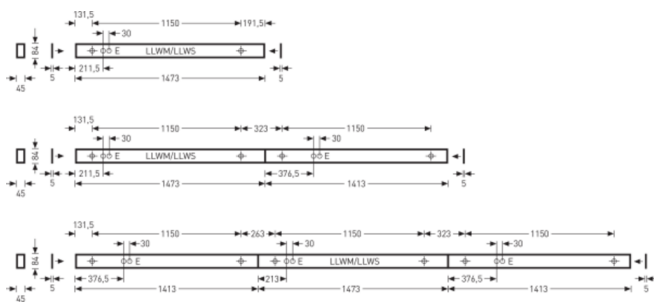 131,5 1150 191,5
30
84 E LLWM/LLWS
211,5
5 1473 5
45
131,5 1150 323 1150
30 30
84 E LLWM/LLWS E
211,5 376,5
5 1473 1413 5
45
131,5 1150 263 1150 323 1150
30 30 30
84 E E LLWM/LLWS E
376,5 213 376,5
5 1413 1473 1413 5
45